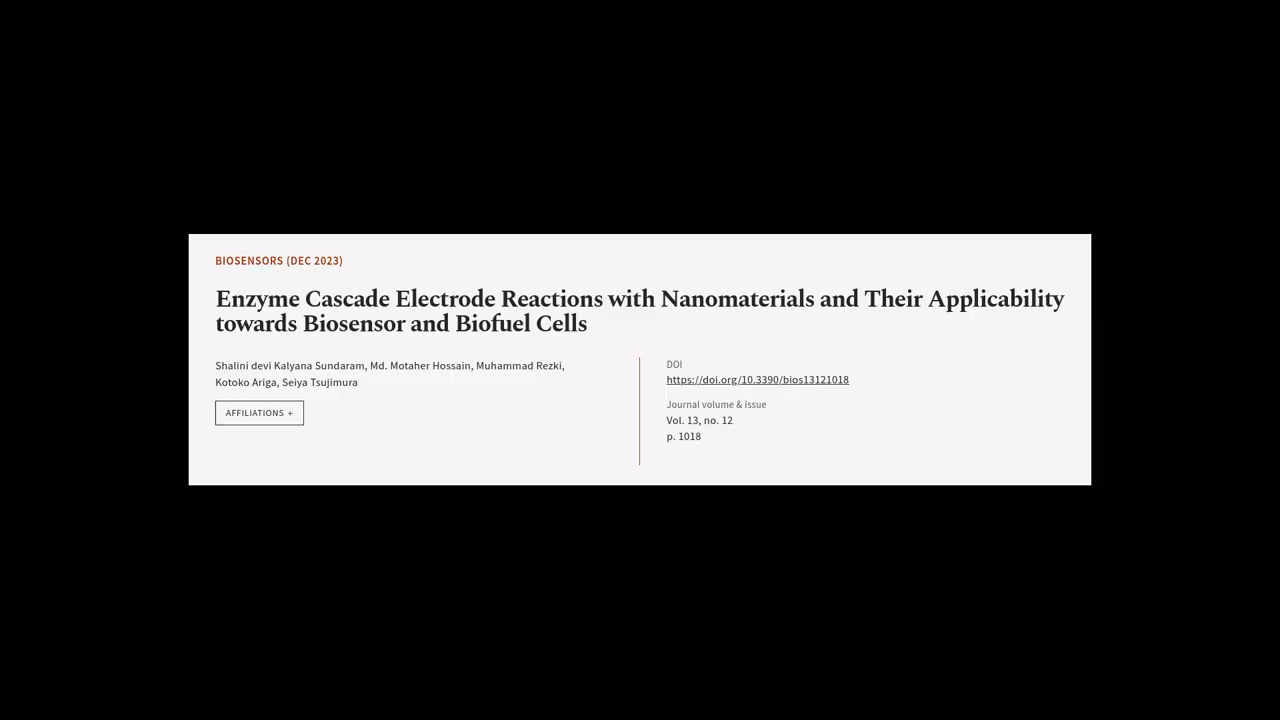 BIOSENSORS (DEC 2023)
Enzyme Cascade Electrode Reactions with Nanomaterials and Their Applicability
towards Biosensor and Biofuel Cells
Shalini devi Kalyana Sundaram, Md. Motaher Hossain, Muhammad Rezki,
Kotoko Ariga, Seiya Tsujimura
AFFILIATIONS +
DOI
https://doi.org/10.3390/bios13121018
Journal volume & issue
Vol. 13, no. 12
p. 1018